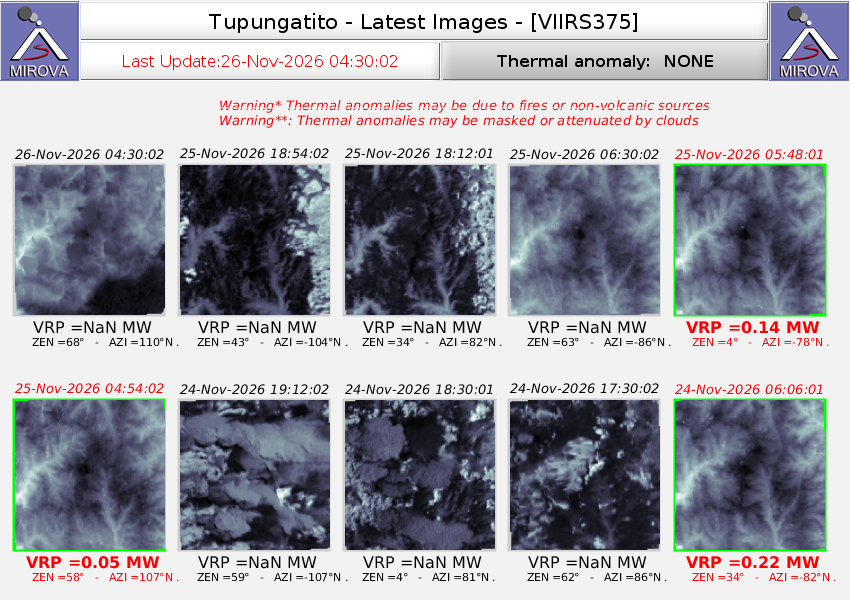 Tupungatito - Latest Images - [VIIRS375]
MIROVA
Last Update:26-Nov-2026 04:30:02
Thermal anomaly: NONE
MIROVA
Warning* Thermal anomalies may be due to fires or non-volcanic sources
Warning**: Thermal anomalies may be masked or attenuated by clouds
26-Nov-2026 04:30:02 25-Nov-2026 18:54:02 25-Nov-2026 18:12:01 25-Nov-2026 06:30:02 25-Nov-2026 05:48:01
VRP =NaN MW VRP =NaN MW VRP =NaN MW VRP =NaN MW VRP =0.14 MW
ZEN =68° - AZI =110°N . ZEN =43° - AZI =-104°N . ZEN =34° - AZI =82°N . ZEN =63° - AZI =-86°N . ZEN =4° - AZI =-78°N .
25-Nov-2026 04:54:02 24-Nov-2026 19:12:02 24-Nov-2026 18:30:01 24-Nov-2026 17:30:02 24-Nov-2026 06:06:01
VRP =0.05 MW VRP =NaN MW VRP =NaN MW VRP =NaN MW VRP =0.22 MW
ZEN =58° - AZI =107°N . ZEN =59° - AZI =-107°N . ZEN =4° - AZI =81°N . ZEN =62° - AZI =86°N . ZEN =34° - AZI =-82°N .